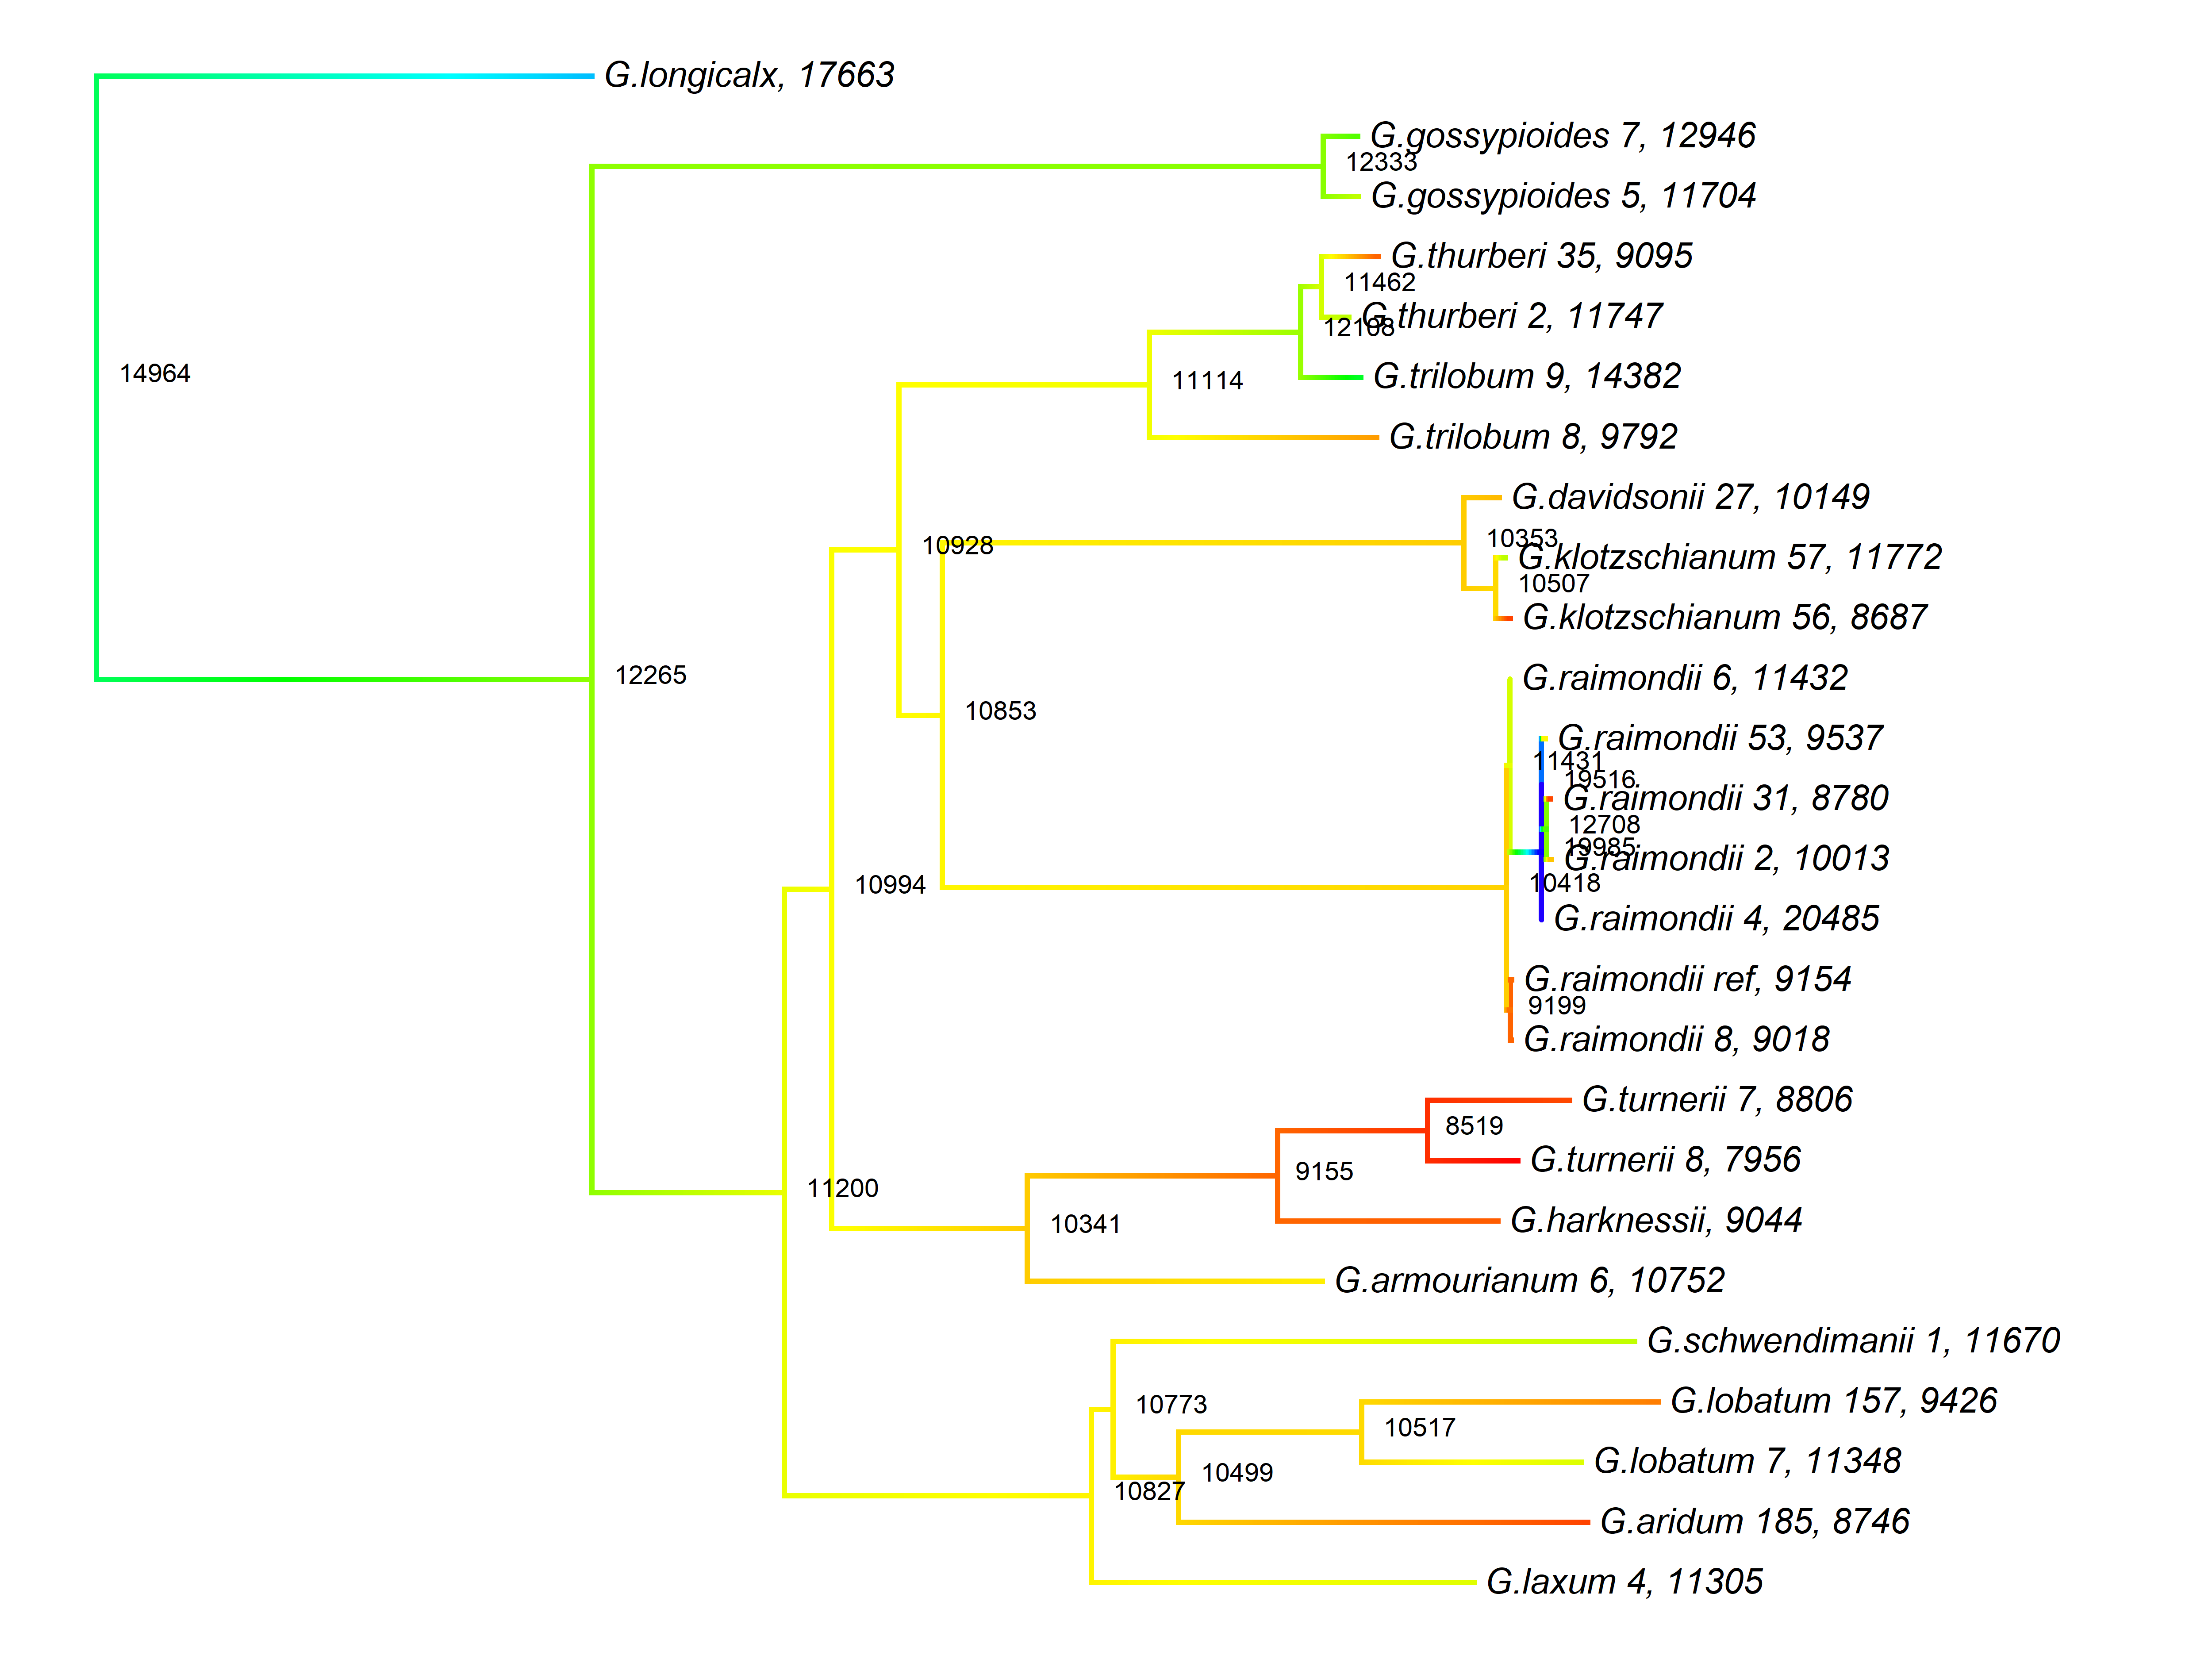 G.longicalx, 17663
G.gossypioides 7, 12946
12333
G.gossypioides 5, 11704
G.thurberi 35, 9095
11462
G.thurberi 2, 11747
12108
14964
G.trilobum 9, 14382
11114
G.trilobum 8, 9792
G.davidsonii 27, 10149
10353
10928
G.klotzschianum 57, 11772
10507
G.klotzschianum 56, 8687
12265
G.raimondii 6, 11432
10853
G.raimondii 53, 9537
11431
19516
G.raimondii 31, 8780
12708
19985
G.raimondii 2, 10013
10994
10418
G.raimondii 4, 20485
G.raimondii ref, 9154
9199
G.raimondii 8, 9018
G.turnerii 7, 8806
8519
G.turnerii 8, 7956
9155
11200
G.harknessii, 9044
10341
G.armourianum 6, 10752
G.schwendimanii 1, 11670
10773
G.lobatum 157, 9426
10517
G.lobatum 7, 11348
10499
10827
G.aridum 185, 8746
G.laxum 4, 11305